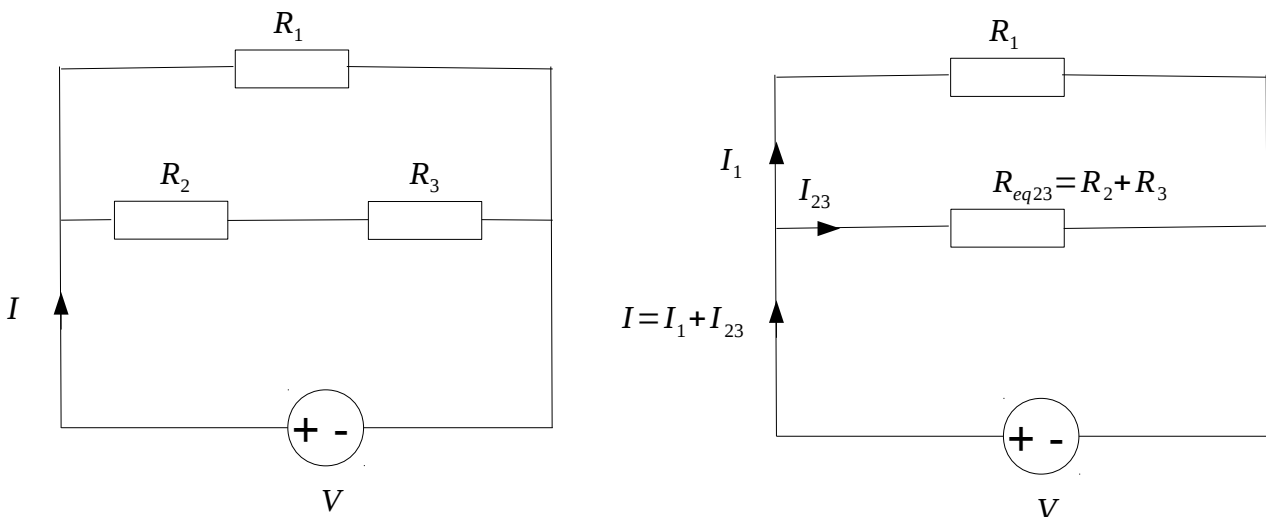 R1
R2
R3
I
+ -
V
R1
I1
I23
Req23=R2+R3
I=I1+I23
+ -
V